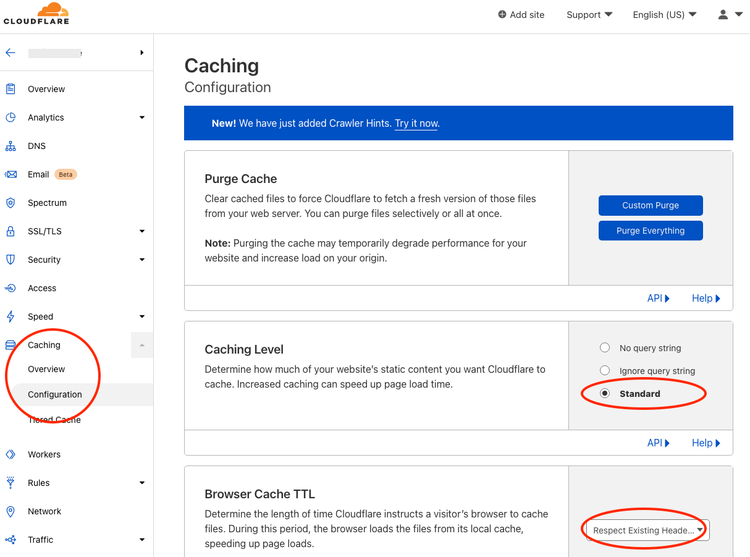 CLOUDFLARE
Add site
Support
English (US)
Overview
Analytics
DNS
Email Beta
Spectrum
SSL/TLS
Security
Access
Speed
Caching
Overview
Configuration
Tiered Cache
Workers
Rules
Network
Traffic
Caching
Configuration
New! We have just added Crawler Hints. Try it now.
Purge Cache
Clear cached files to force Cloudflare to fetch a fresh version of those files
from your web server. You can purge files selectively or all at once.
Note: Purging the cache may temporarily degrade performance for your
website and increase load on your origin.
Custom Purge
Purge Everything
API
Help
Caching Level
Determine how much of your website's static content you want Cloudflare to
cache. Increased caching can speed up page load time.
No query string
Ignore query string
Standard
API
Help
Browser Cache TTL
Determine the length of time Cloudflare instructs a visitor's browser to cache
files. During this period, the browser loads the files from its local cache,
speeding up page loads.
Respect Existing Heade...